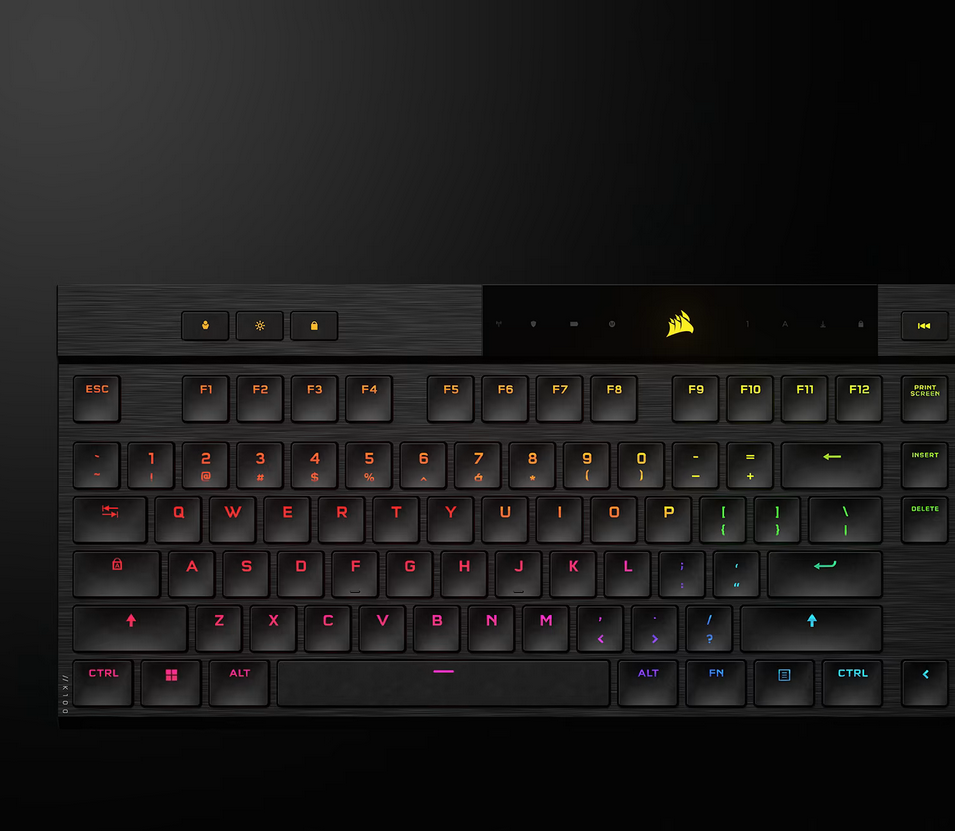 ESC F1 F2 F3 F4 F5 F6 F7 F8 F9 F10 F11 F12 PRINT
SCREEN
` 1 2 3 4 5 6 7 8 9 0 - = INSERT
~ ! @ # $ % ^ & * ( ) _ +
Q W E R T Y U I O P [ ] \ DELETE
{ } |
A S D F G H J K L ; '
: "
Z X C V B N M , . /
< > ?
CTRL ALT ALT FN CTRL
//K100